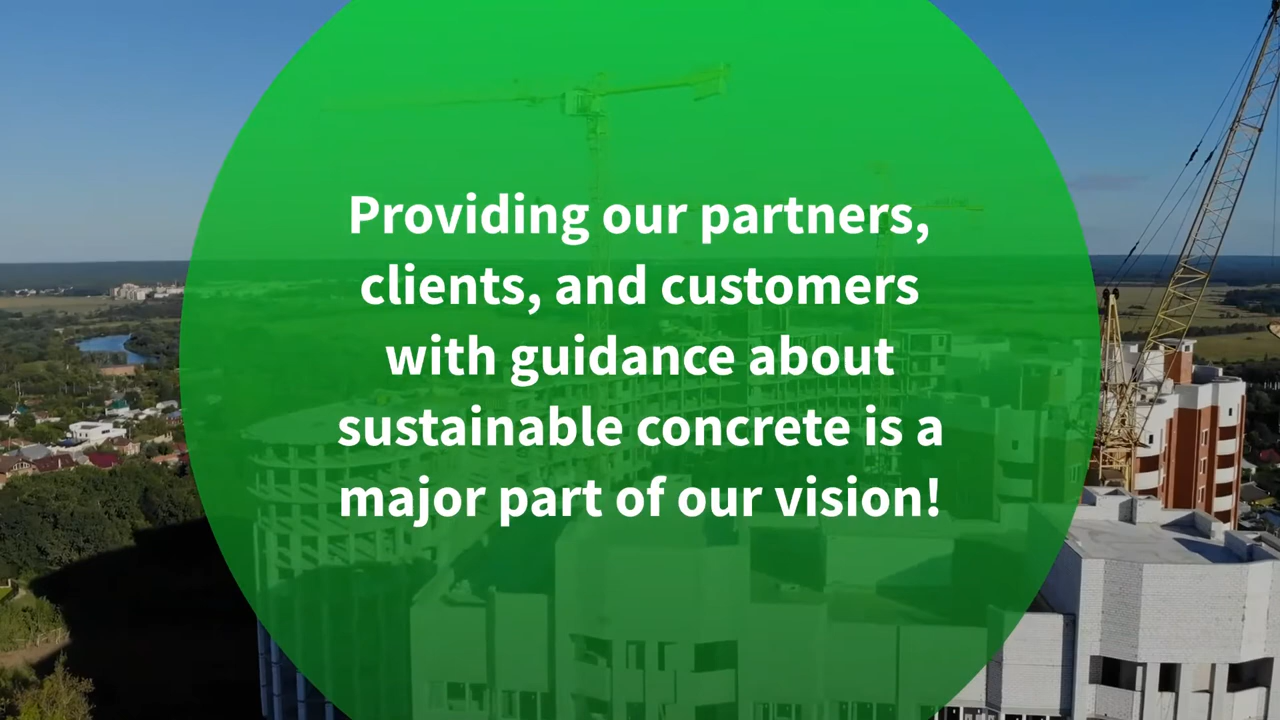 Providing our partners,
clients, and customers
with guidance about
sustainable concrete is a
major part of our vision!